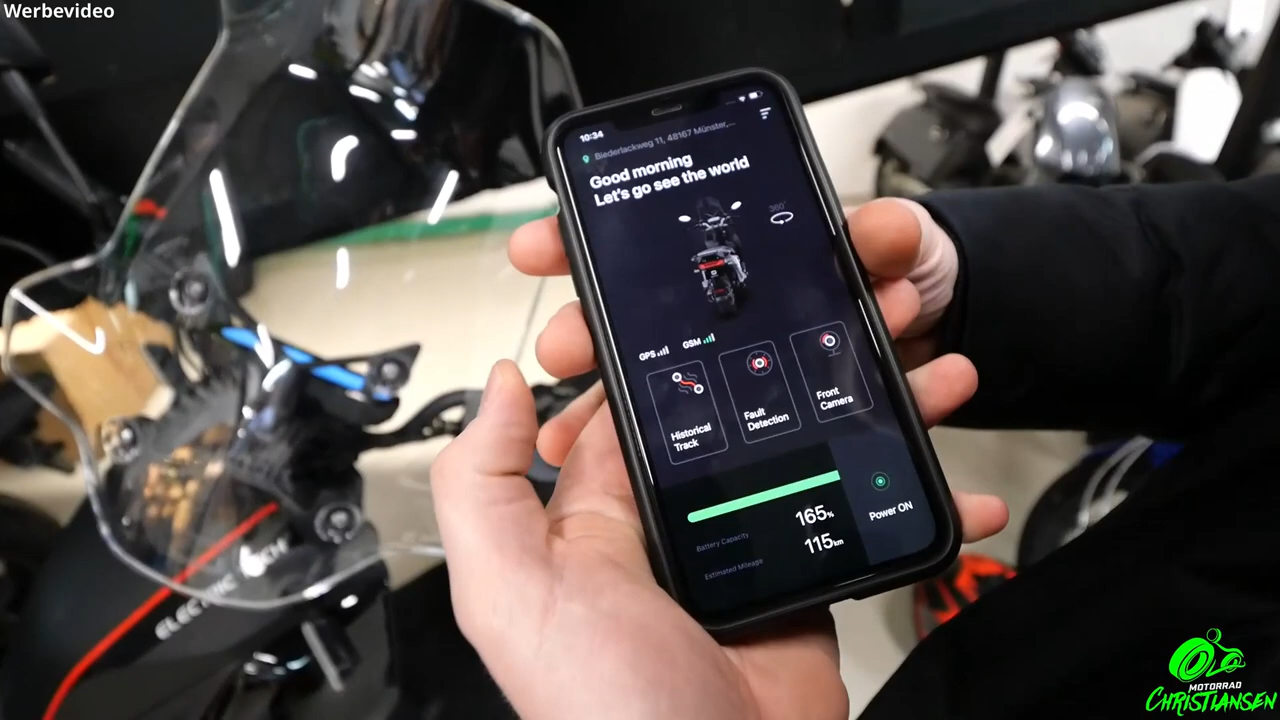 Werbevideo
10:34
Biederlackweg 11, 48167 Münster,...
Good morning
Let's go see the world
360°
GPS
GSM
Historical
Track
Fault
Detection
Front
Camera
165%
Battery Capacity
115km
Estimated Mileage
Power ON
ELECTRIC
MOTORRAD
CHRISTIANSEN